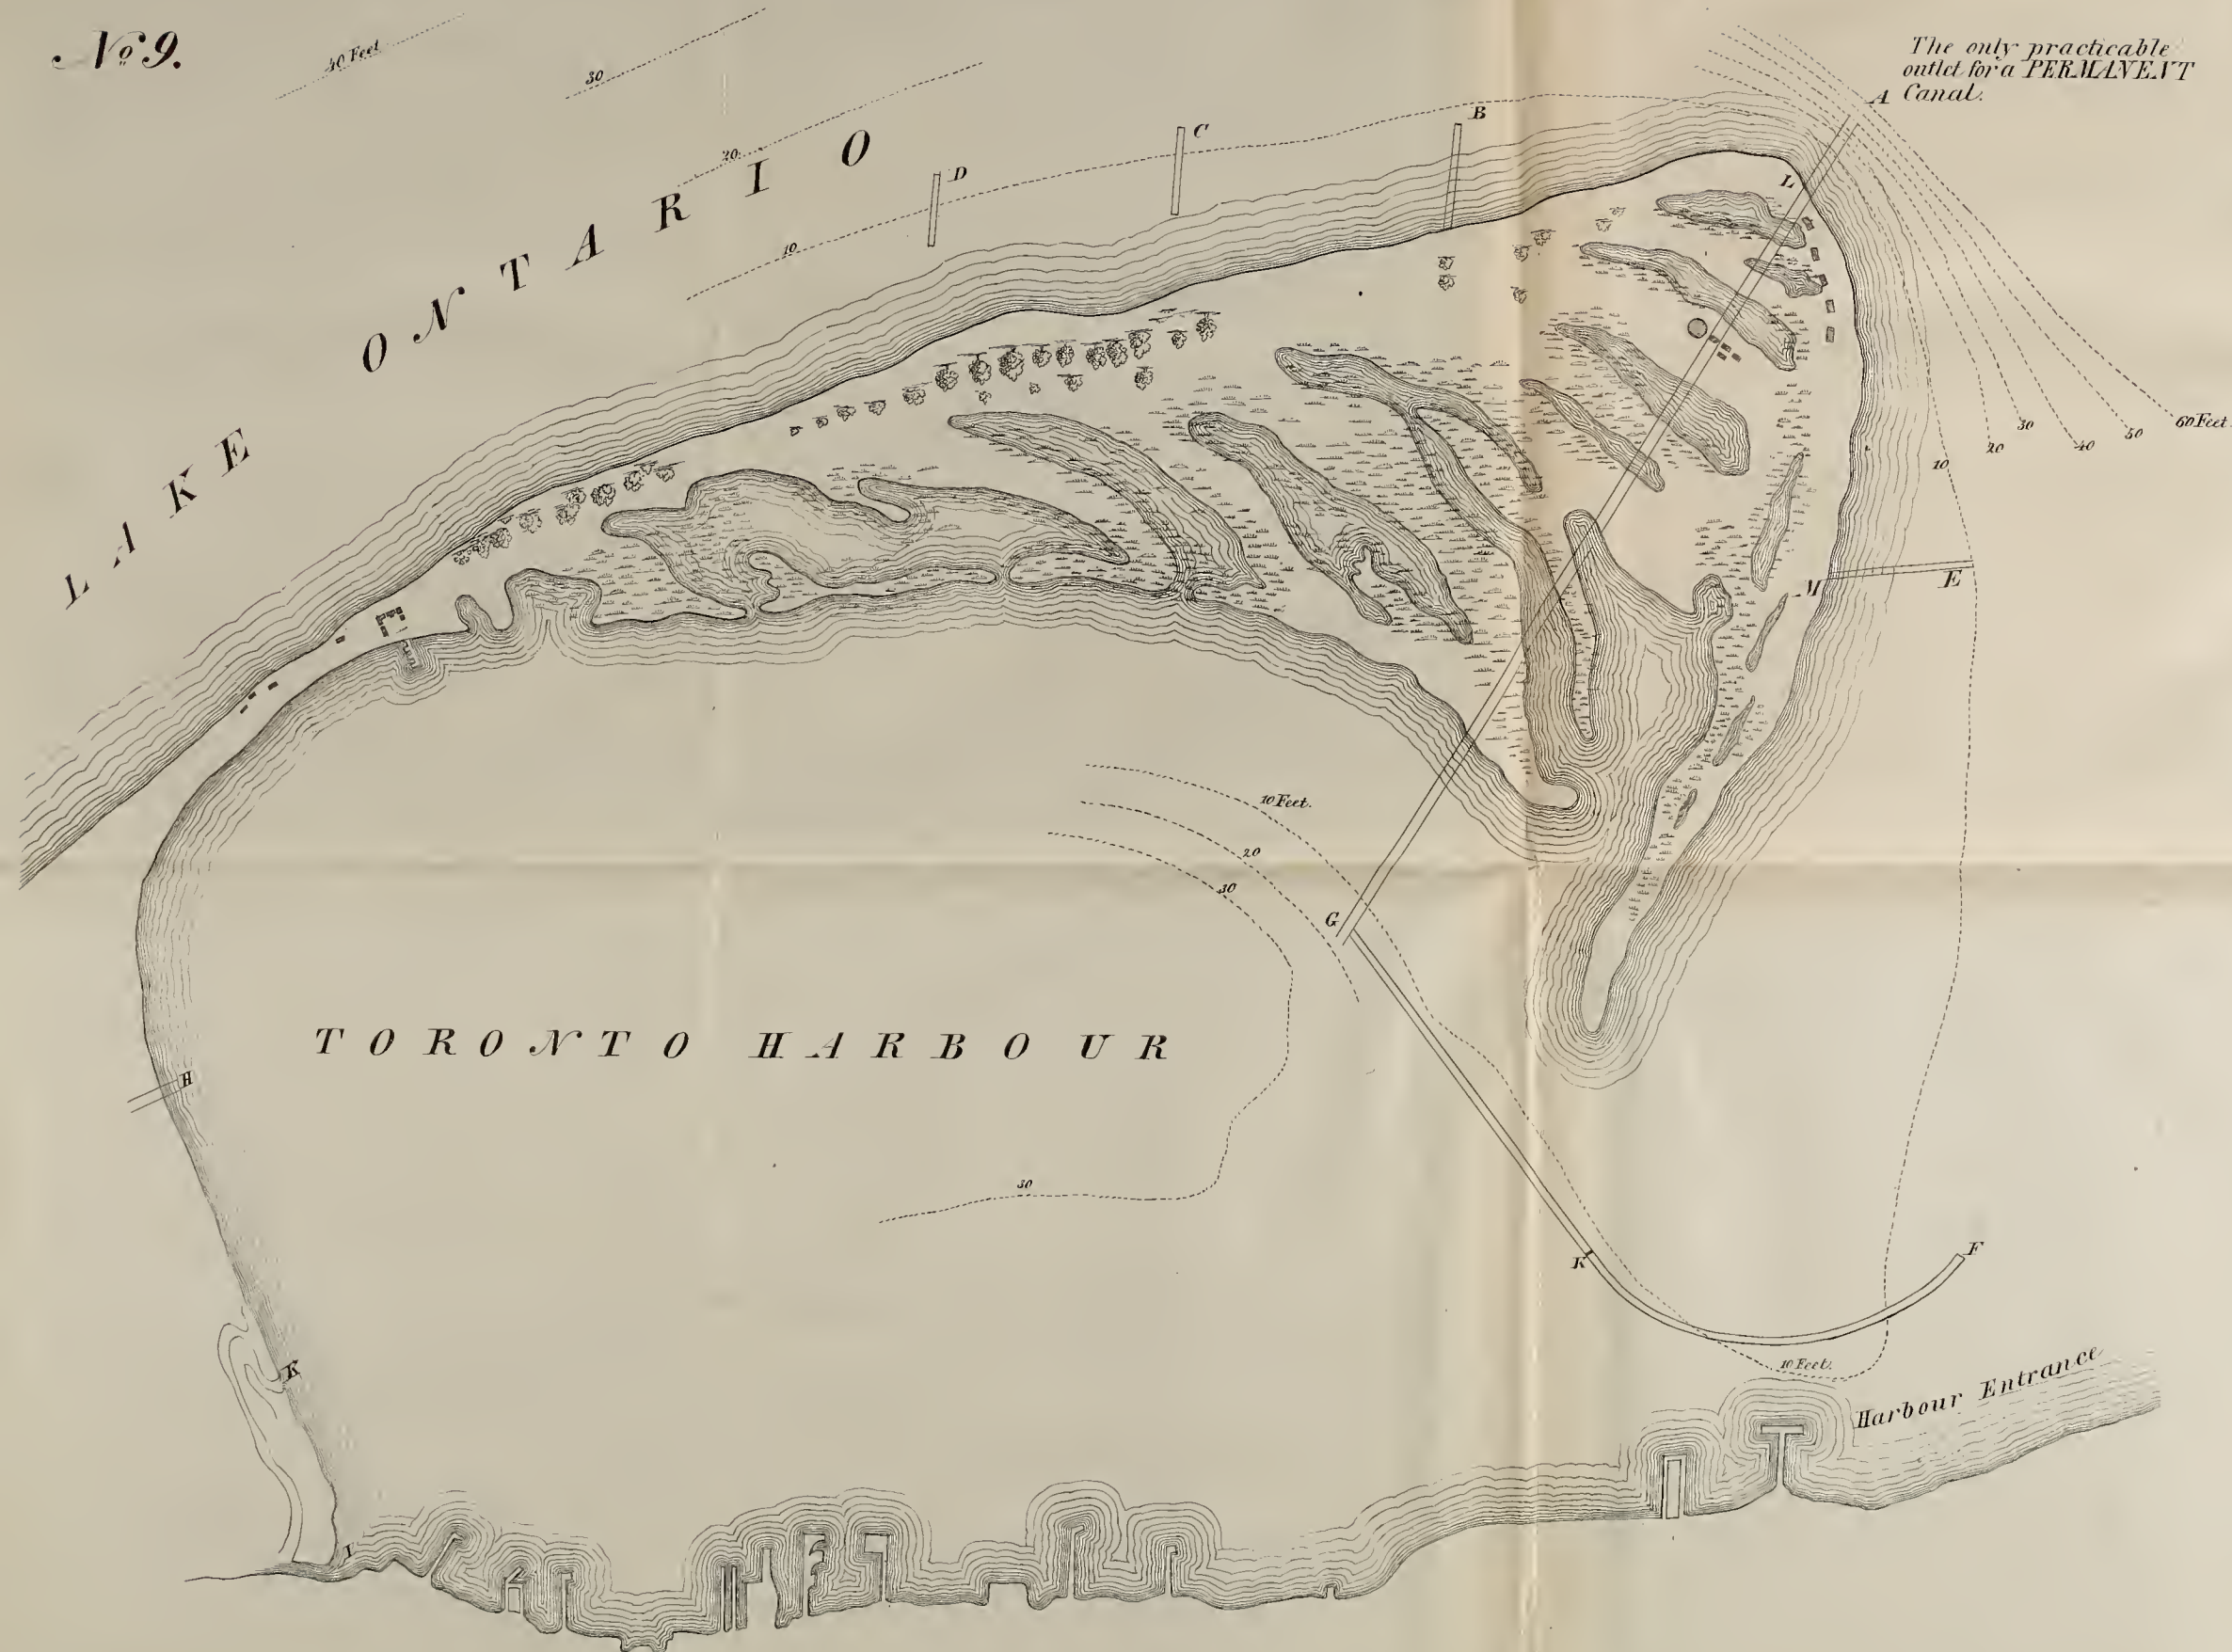 No 9.
40 Feet
30
20
10
The only practicable
outlet for a PERMANENT
Canal.
A
B
C
D
L
LAKE ONTARIO
60 Feet
50
40
30
20
10
M
E
10 Feet.
20
30
G
TORONTO HARBOUR
H
30
K
F
K
10 Feet.
Harbour Entrance
I